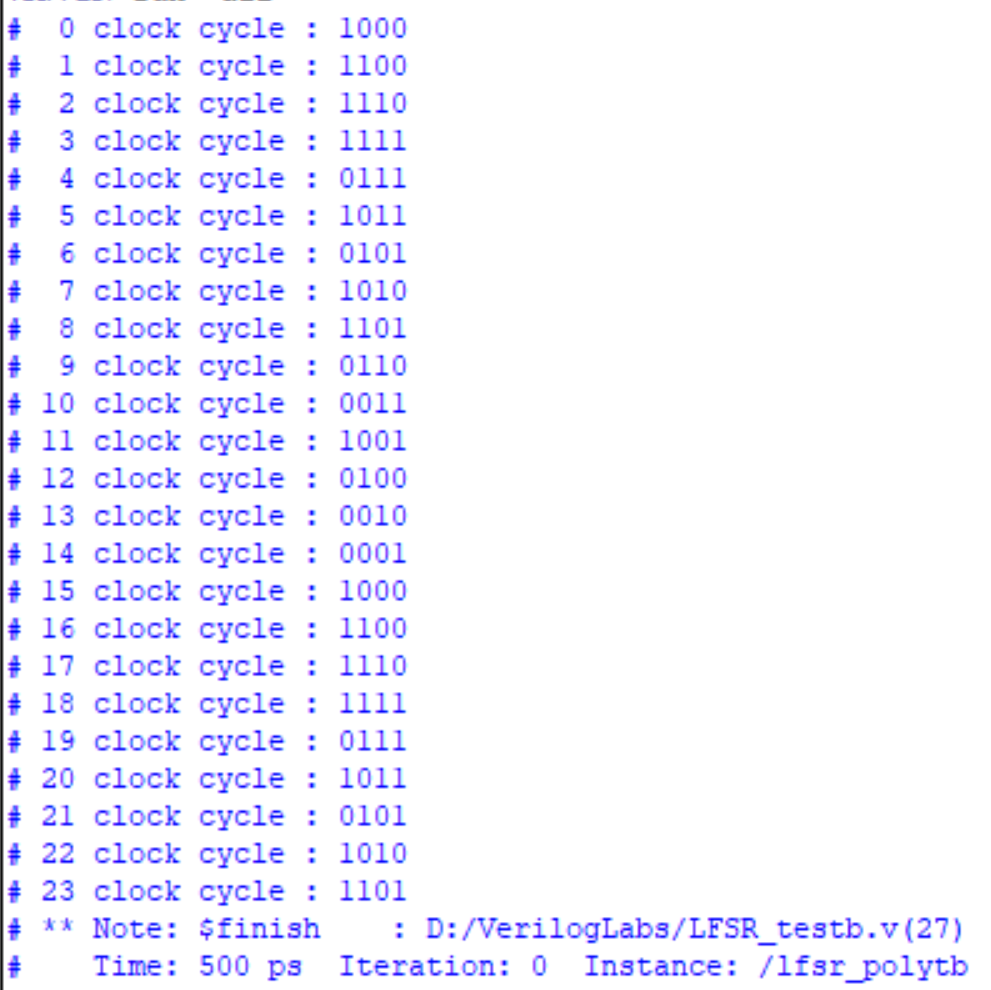 # 0 clock cycle : 1000
# 1 clock cycle : 1100
# 2 clock cycle : 1110
# 3 clock cycle : 1111
# 4 clock cycle : 0111
# 5 clock cycle : 1011
# 6 clock cycle : 0101
# 7 clock cycle : 1010
# 8 clock cycle : 1101
# 9 clock cycle : 0110
# 10 clock cycle : 0011
# 11 clock cycle : 1001
# 12 clock cycle : 0100
# 13 clock cycle : 0010
# 14 clock cycle : 0001
# 15 clock cycle : 1000
# 16 clock cycle : 1100
# 17 clock cycle : 1110
# 18 clock cycle : 1111
# 19 clock cycle : 0111
# 20 clock cycle : 1011
# 21 clock cycle : 0101
# 22 clock cycle : 1010
# 23 clock cycle : 1101
# ** Note: $finish : D:/VerilogLabs/LFSR_testb.v(27)
# Time: 500 ps Iteration: 0 Instance: /lfsr_polytb